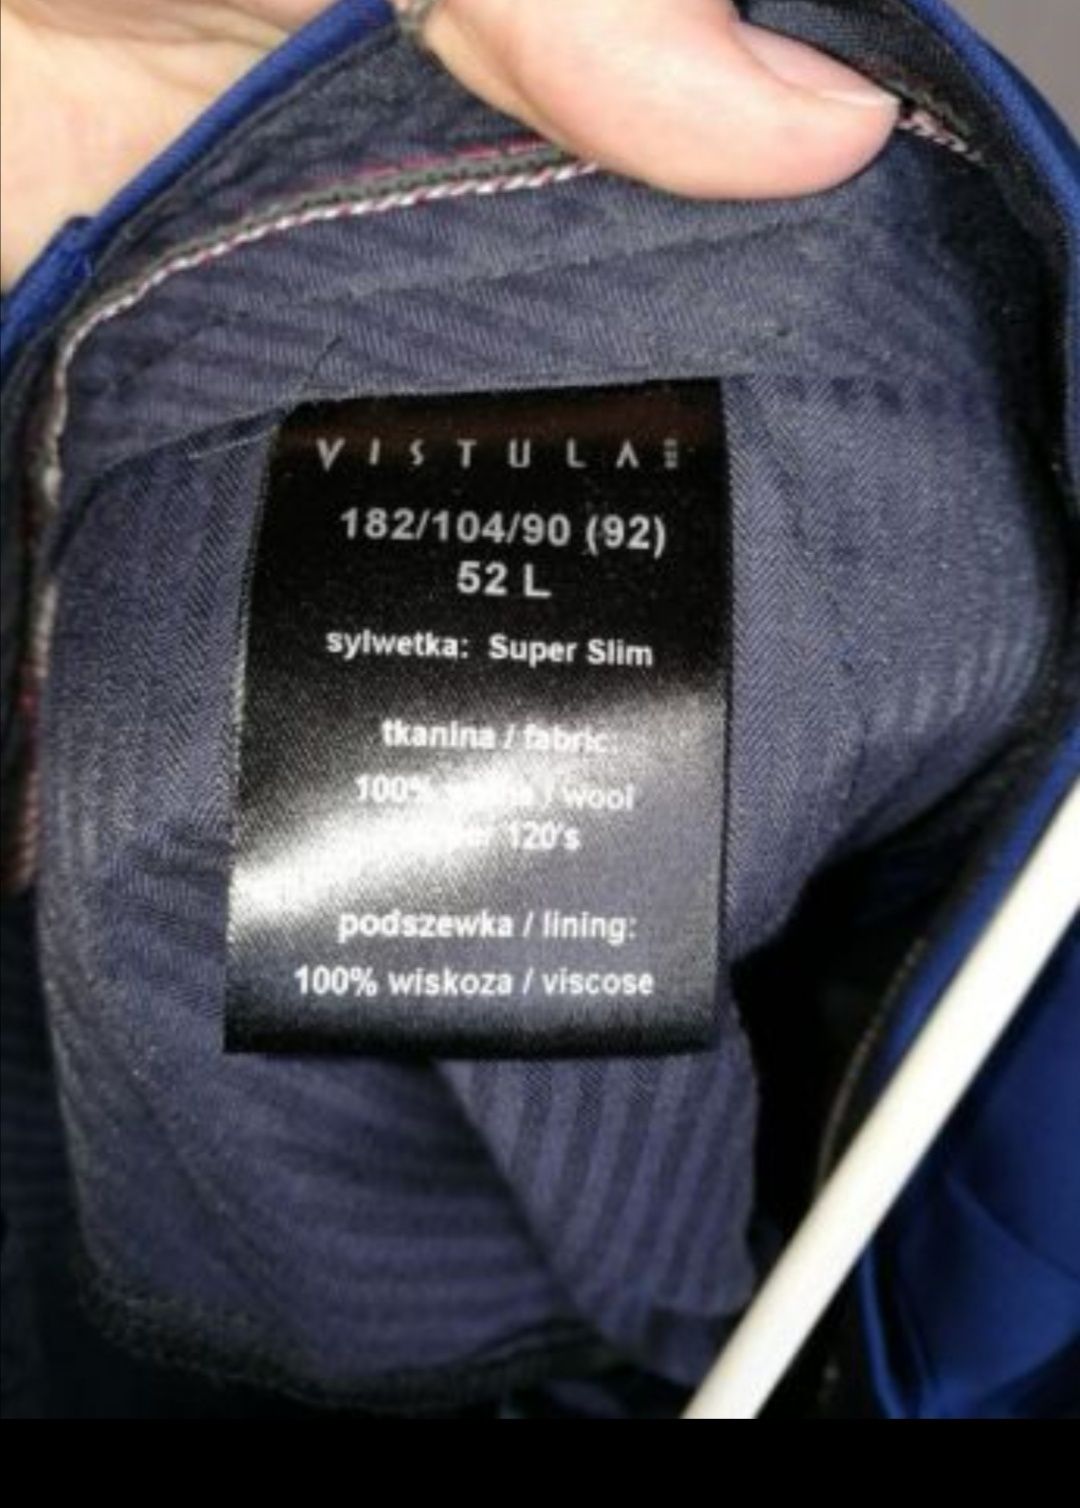 VISTULA
182/104/90 (92)
52 L
sylwetka: Super Slim
tkanina / fabric:
100% / wool
120's
podszewka / lining:
100% wiskoza / viscose